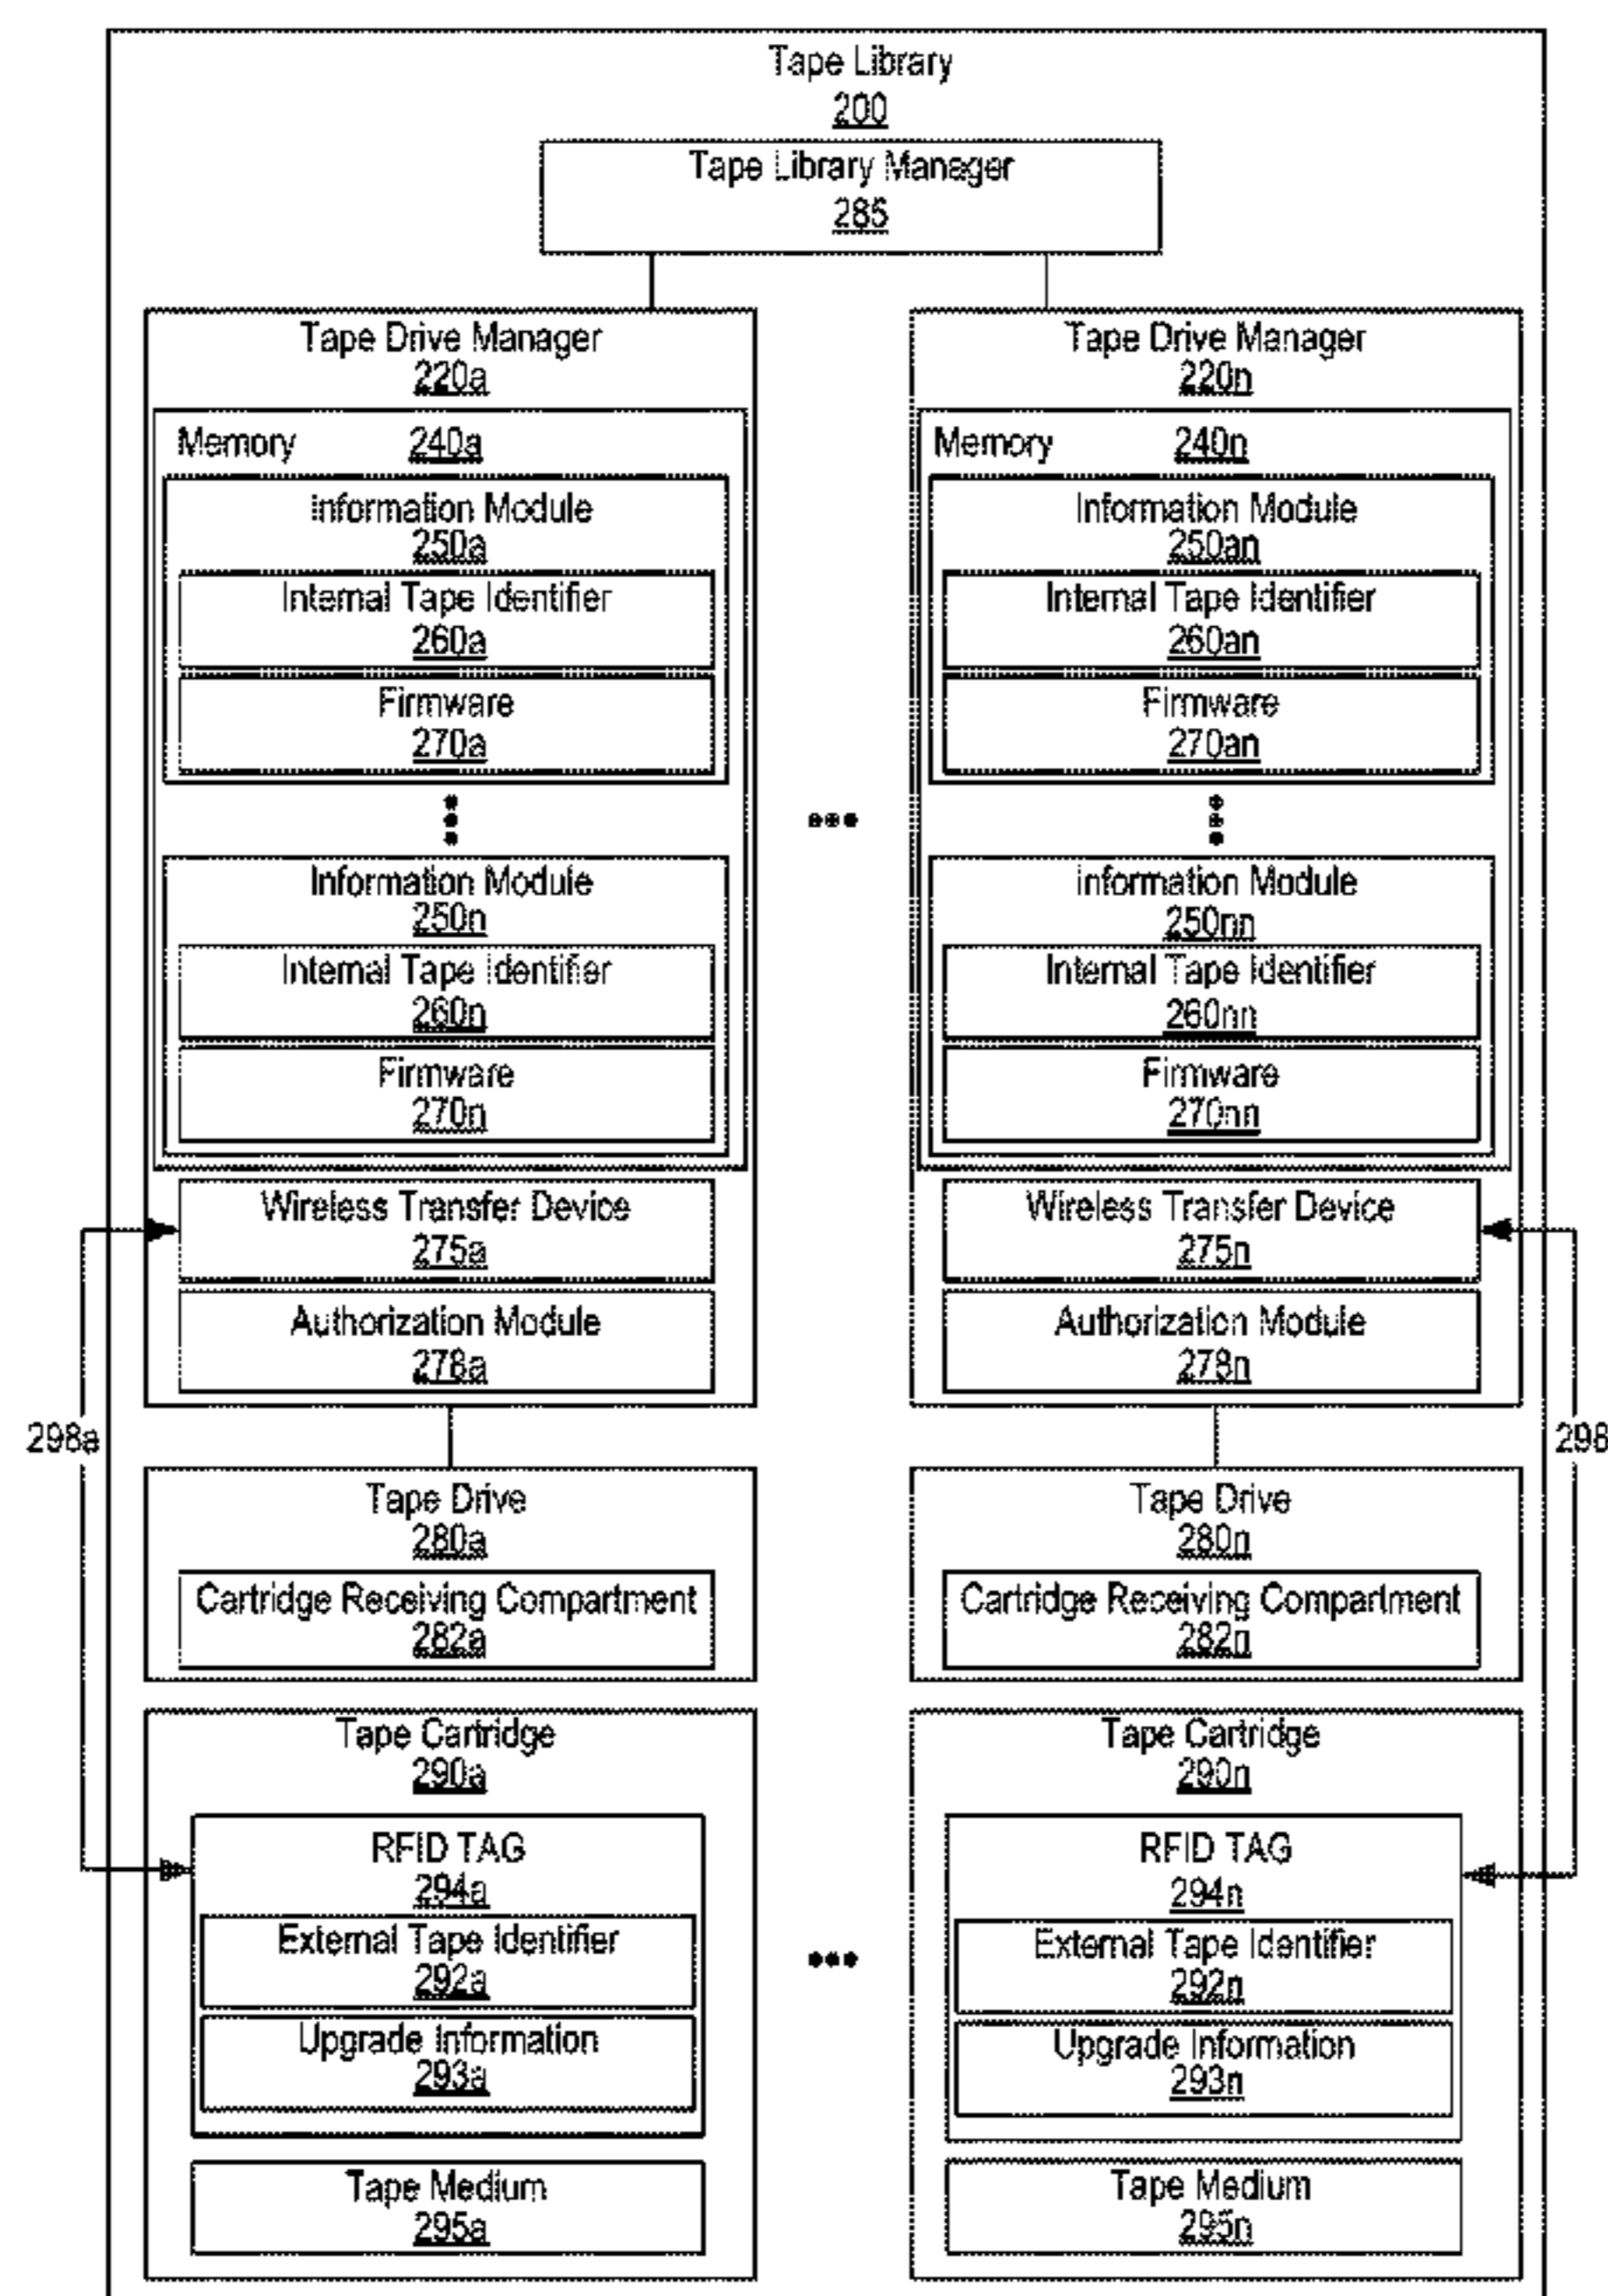 Tape Library
200
Tape Library Manager
285
Tape Drive Manager
220a
Memory 240a
Information Module
250a
Internal Tape Identifier
260a
Firmware
270a
Information Module
250n
Internal Tape Identifier
260n
Firmware
270n
Wireless Transfer Device
275a
Authorization Module
278a
298a
Tape Drive
280a
Cartridge Receiving Compartment
282a
Tape Cartridge
290a
RFID TAG
294a
External Tape Identifier
292a
Upgrade Information
293a
Tape Medium
295a
Tape Drive Manager
220n
Memory 240n
Information Module
250an
Internal Tape Identifier
260an
Firmware
270an
Information Module
250nn
Internal Tape Identifier
260nn
Firmware
270nn
Wireless Transfer Device
275n
Authorization Module
278n
298
Tape Drive
280n
Cartridge Receiving Compartment
282n
Tape Cartridge
290n
RFID TAG
294n
External Tape Identifier
292n
Upgrade Information
293n
Tape Medium
295n